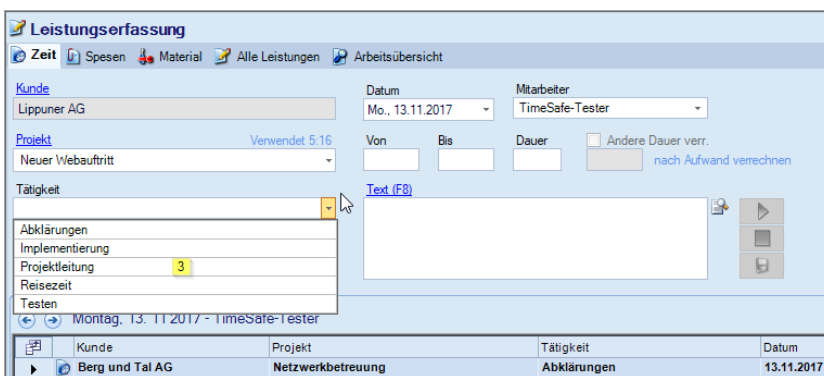 Leistungserfassung
Zeit Spesen Material Alle Leistungen Arbeitsübersicht
Kunde Datum Mitarbeiter
Lippuner AG Mo., 13.11.2017 TimeSafe-Tester
Projekt Verwendet 5:16 Von Bis Dauer Andere Dauer verr.
Neuer Webauftritt nach Aufwand verrechnen
Tätigkeit Text (F8)
Abklärungen
Implementierung
Projektleitung 3
Reisezeit
Testen
Montag, 13. 11 2017 - TimeSafe-Tester
Kunde Projekt Tätigkeit Datum
Berg und Tal AG Netzwerkbetreuung Abklärungen 13.11.2017